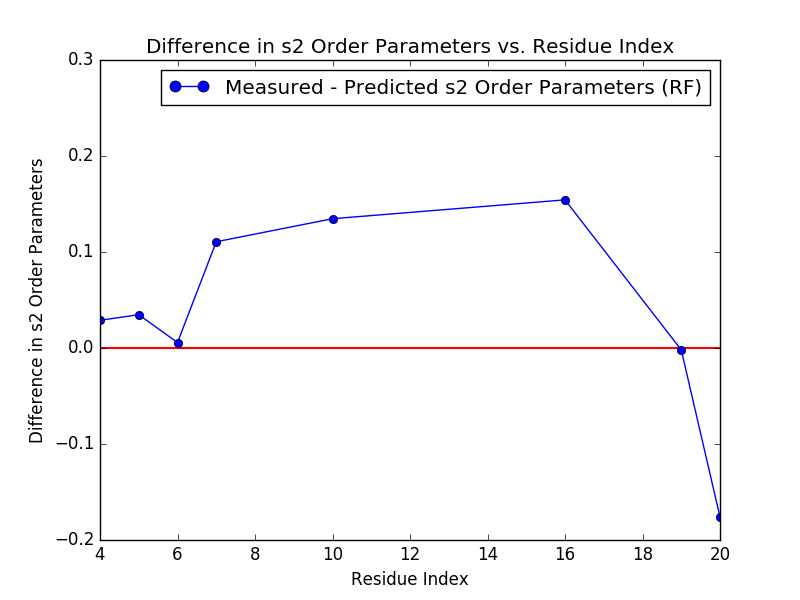 Difference in s2 Order Parameters vs. Residue Index
Measured - Predicted s2 Order Parameters (RF)
Difference in s2 Order Parameters
0.3
0.2
0.1
0.0
−0.1
−0.2
4 6 8 10 12 14 16 18 20
Residue Index